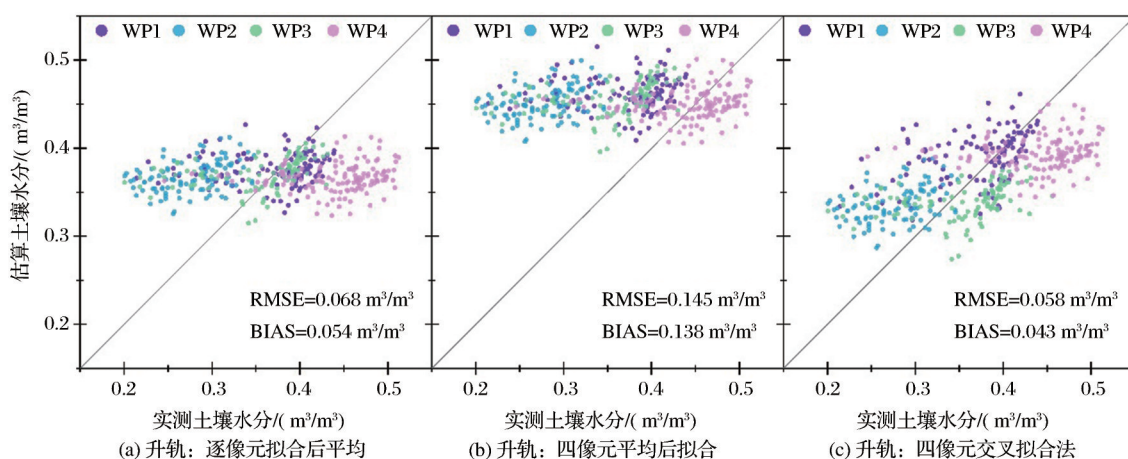 WP1 WP2 WP3 WP4
WP1 WP2 WP3 WP4
WP1 WP2 WP3 WP4
0.5
0.4
0.3
0.2
估算土壤水分/( m³/m³)
RMSE=0.068 m³/m³
BIAS=0.054 m³/m³
RMSE=0.145 m³/m³
BIAS=0.138 m³/m³
RMSE=0.058 m³/m³
BIAS=0.043 m³/m³
0.2 0.3 0.4 0.5
0.2 0.3 0.4 0.5
0.2 0.3 0.4 0.5
实测土壤水分/( m³/m³)
实测土壤水分/( m³/m³)
实测土壤水分/( m³/m³)
(a) 升轨：逐像元拟合后平均
(b) 升轨：四像元平均后拟合
(c) 升轨：四像元交叉拟合法